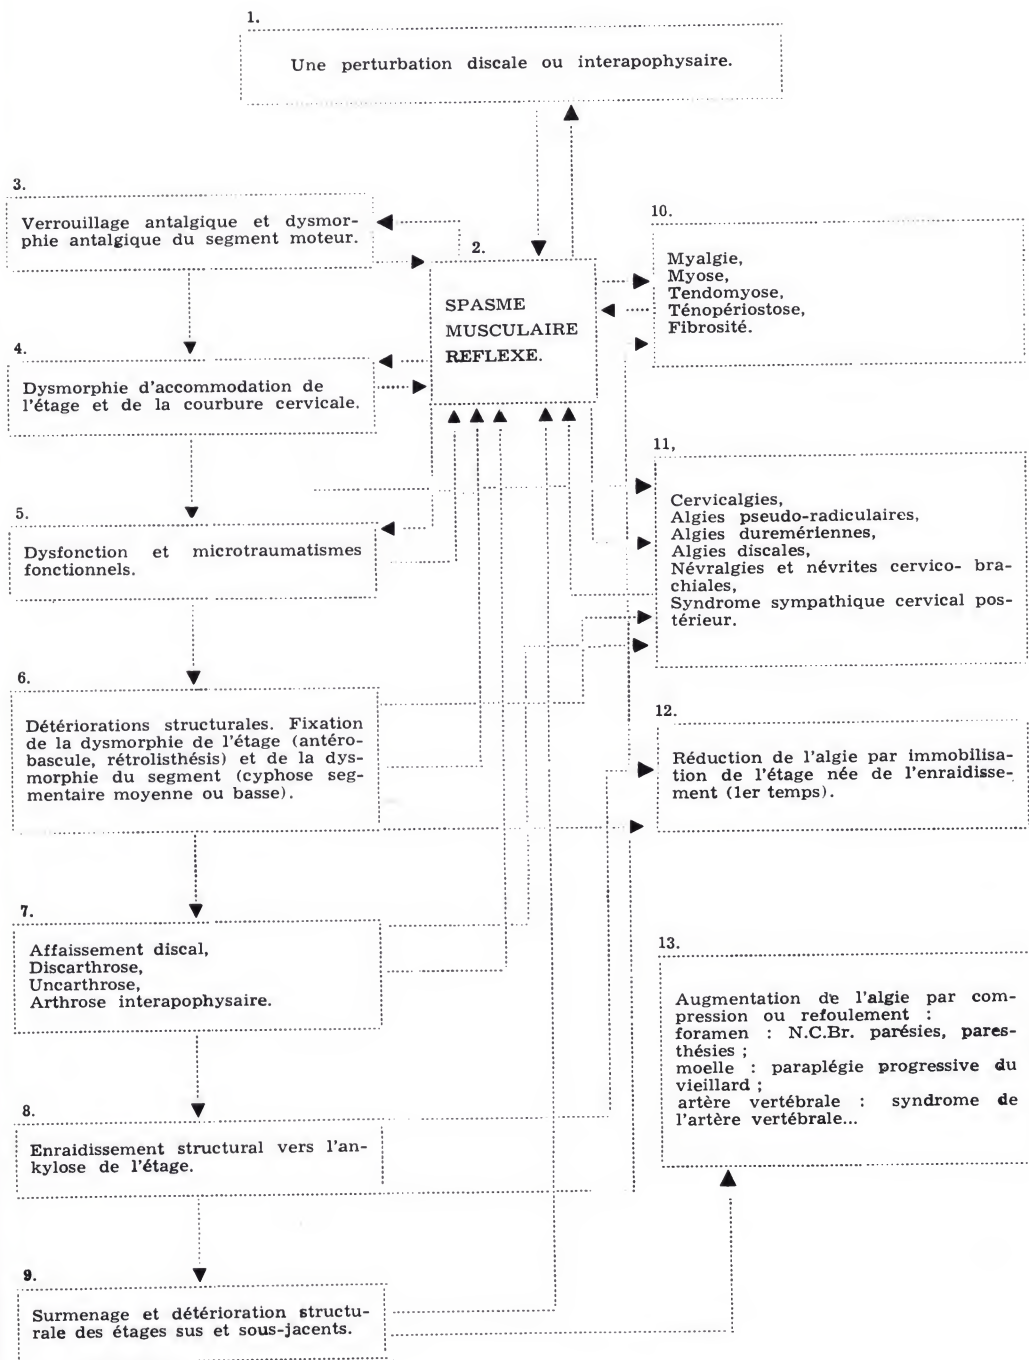 1.
Une perturbation discale ou interapophysaire.
3.
Verrouillage antalgique et dysmor-
phie antalgique du segment moteur.
2.
SPASME
MUSCULAIRE
REFLEXE.
10.
Myalgie,
Myose,
Tendomyose,
Ténopériostose,
Fibrosité.
4.
Dysmorphie d'accommodation de
l'étage et de la courbure cervicale.
11,
Cervicalgies,
Algies pseudo-radiculaires,
Algies duremériennes,
Algies discales,
Névralgies et névrites cervico- bra-
chiales,
Syndrome sympathique cervical pos-
térieur.
5.
Dysfonction et microtraumatismes
fonctionnels.
6.
Détériorations structurales. Fixation
de la dysmorphie de l'étage (antéro-
bascule, rétrolisthésis) et de la dys-
morphie du segment (cyphose seg-
mentaire moyenne ou basse).
12.
Réduction de l'algie par immobilisa-
tion de l'étage née de l'enraidisse-
ment (1er temps).
7.
Affaissement discal,
Discarthrose,
Uncarthrose,
Arthrose interapophysaire.
13.
Augmentation de l'algie par com-
pression ou refoulement :
foramen : N.C.Br. parésies, pares-
thésies ;
moelle : paraplégie progressive du
vieillard ;
artère vertébrale : syndrome de
l'artère vertébrale...
8.
Enraidissement structural vers l'an-
kylose de l'étage.
9.
Surmenage et détérioration structu-
rale des étages sus et sous-jacents.